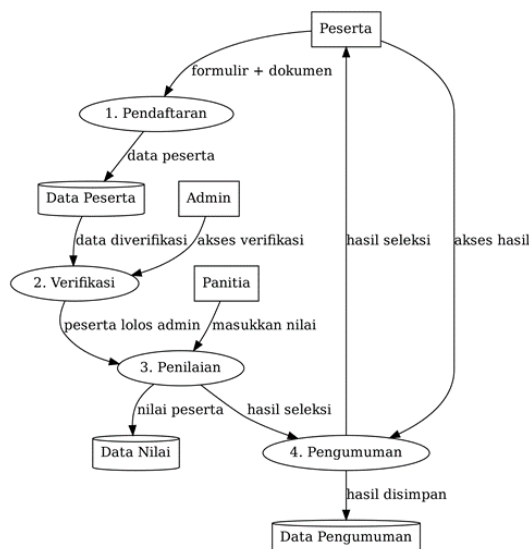 Peserta
formulir + dokumen
1. Pendaftaran
data peserta
Data Peserta
Admin
data diverifikasi
akses verifikasi
hasil seleksi
akses hasil
2. Verifikasi
Panitia
peserta lolos admin
masukkan nilai
3. Penilaian
nilai peserta
hasil seleksi
Data Nilai
4. Pengumuman
hasil disimpan
Data Pengumuman